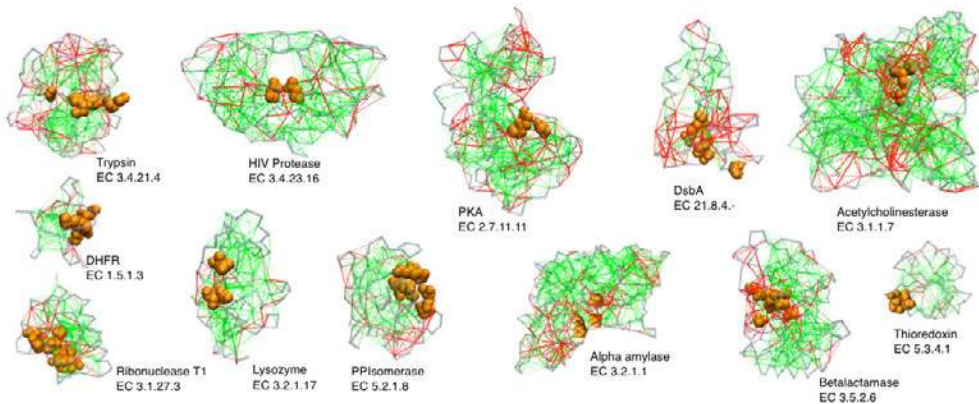 Trypsin
EC 3.4.21.4
HIV Protease
EC 3.4.23.16
PKA
EC 2.7.11.11
DsbA
EC 21.8.4.-
Acetylcholinesterase
EC 3.1.1.7
DHFR
EC 1.5.1.3
Ribonuclease T1
EC 3.1.27.3
Lysozyme
EC 3.2.1.17
PPIsomerase
EC 5.2.1.8
Alpha amylase
EC 3.2.1.1
Betalactamase
EC 3.5.2.6
Thioredoxin
EC 5.3.4.1